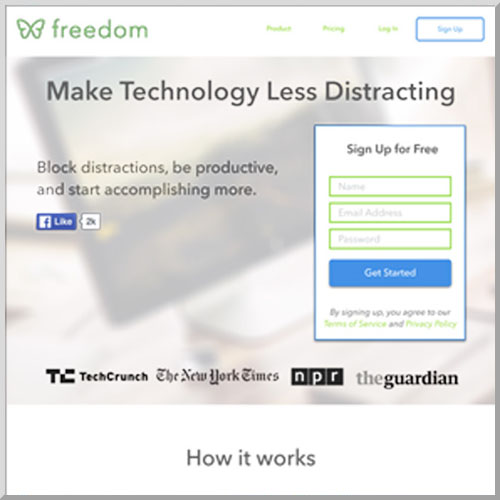 freedom
Product Pricing Log In Sign Up
Make Technology Less Distracting
Sign Up for Free
Block distractions, be productive,
and start accomplishing more.
Name
Like 2k
Email Address
Password
Get Started
By signing up, you agree to our
Terms of Service and Privacy Policy
TechCrunch The New York Times npr theguardian
How it works